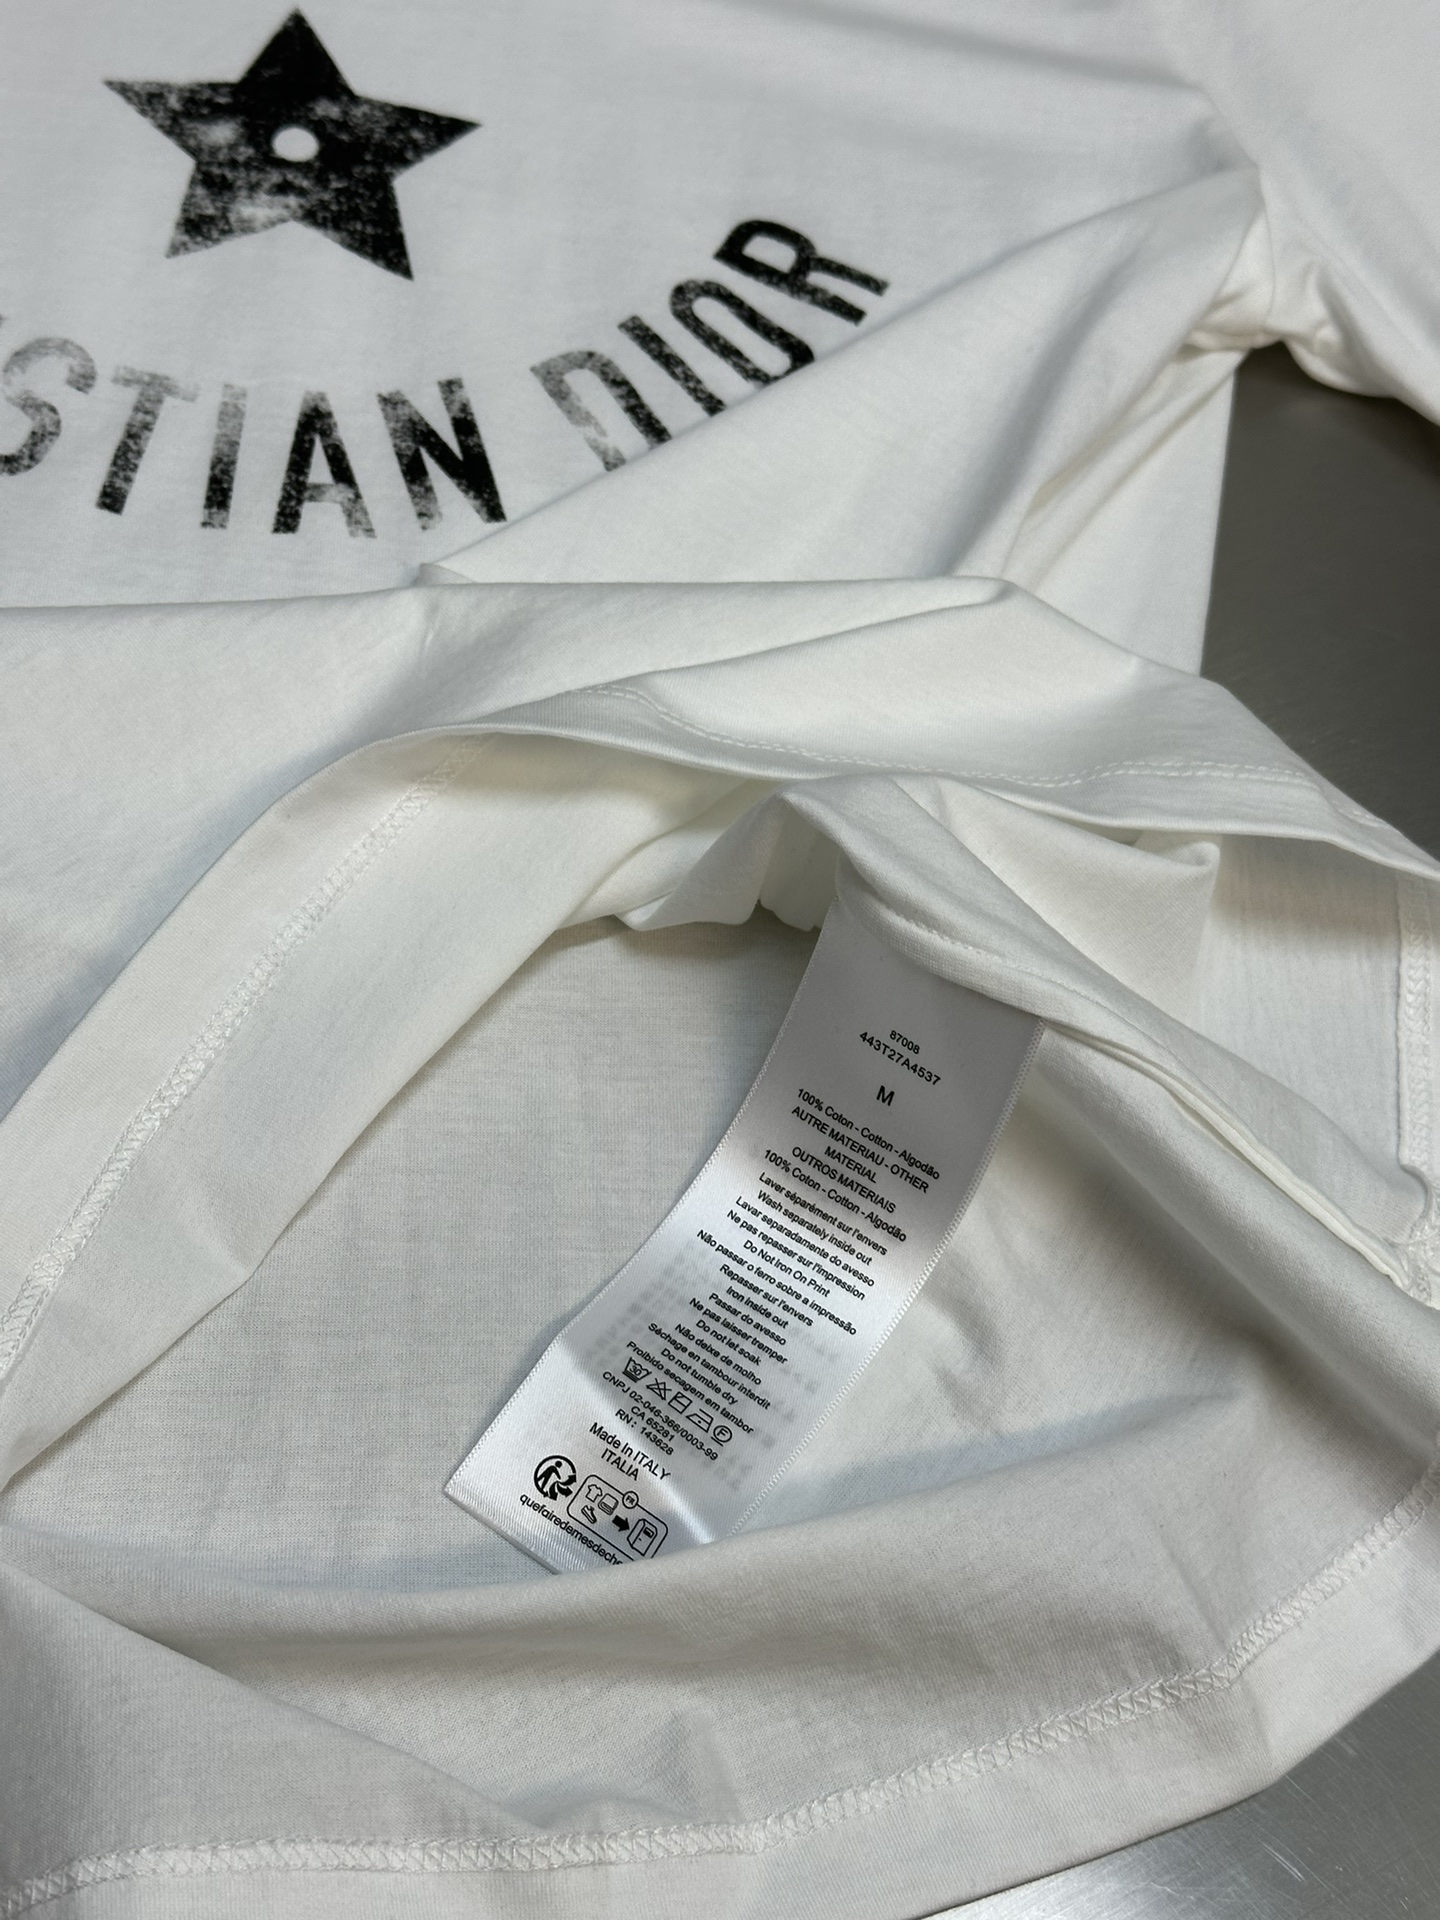 STIAN DIOR
87008
443T27A4537
M
100% Coton - Cotton - Algodão
AUTRE MATERIAU - OTHER
MATERIAL
OUTROS MATERIAIS
100% Coton - Cotton - Algodão
Laver séparément sur l'envers
Wash separately inside out
Lavar separadamente do avesso
Ne pas repasser sur l'impression
Do Not Iron On Print
Não passar o ferro sobre a impressão
Repasser sur l'envers
Iron inside out
Passar do avesso
Ne pas laisser tremper
Do not let soak
Não deixe de molho
Séchage en tambour interdit
Do not tumble dry
Proibido secagem em tambor
30
F
CNPJ 02-046-366/0003-99
CA 65281
RN : 143628
Made In ITALY
ITALIA
FR
quefairedemesdech